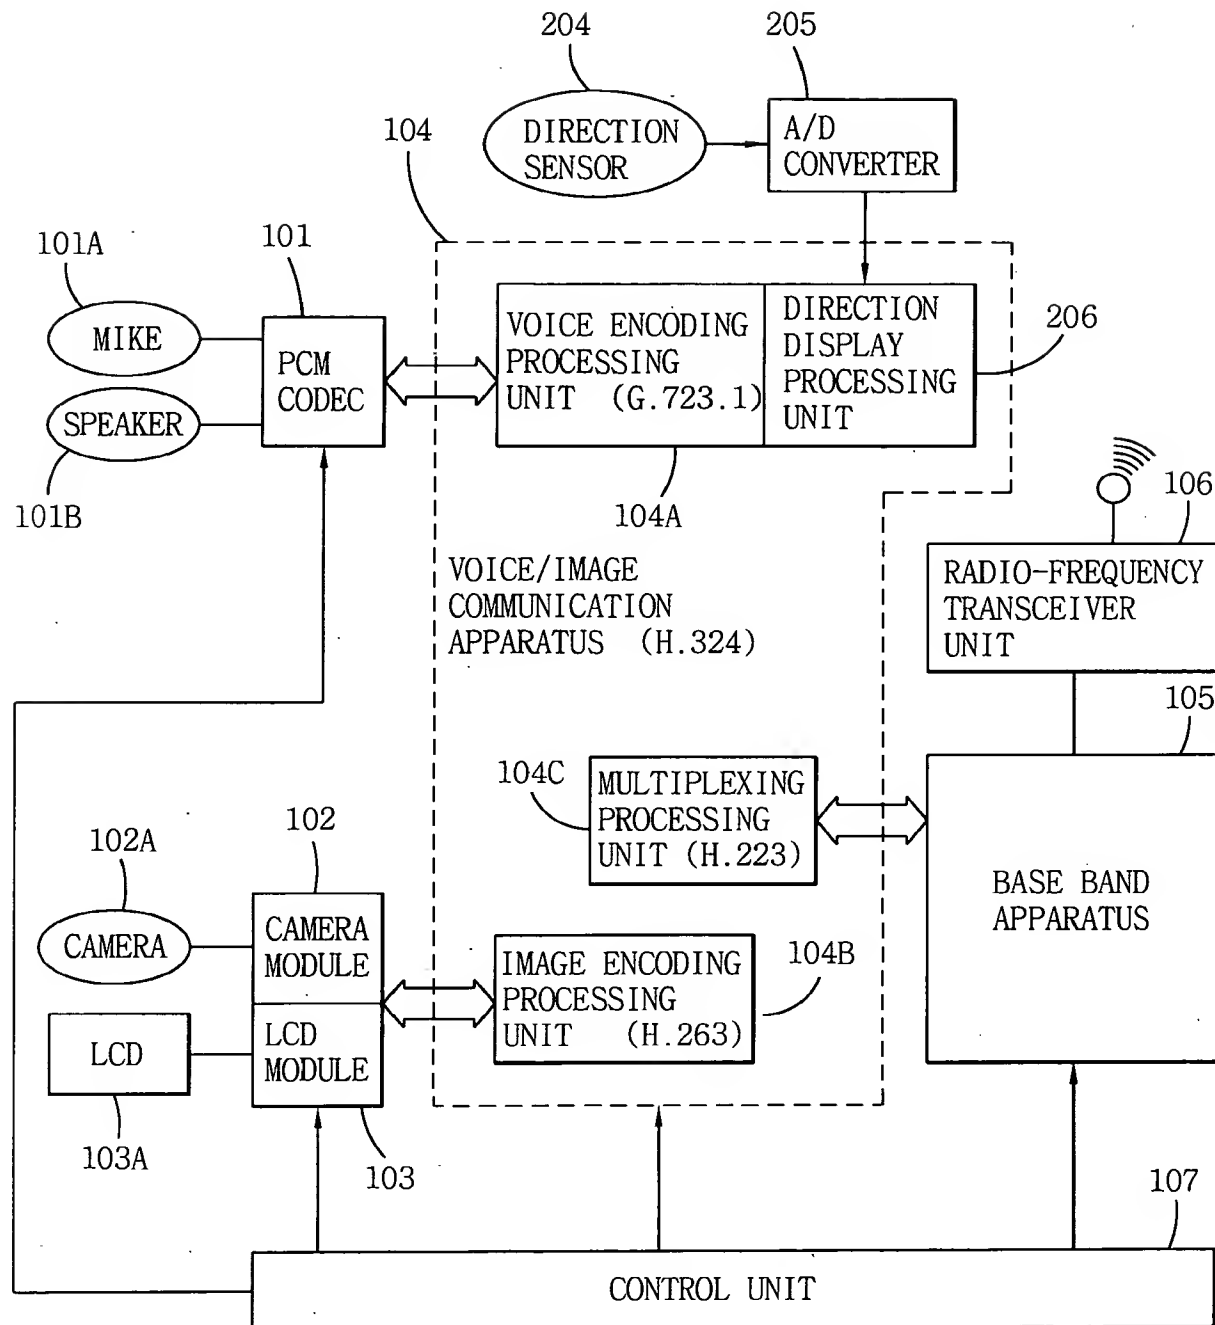 204
205
DIRECTION
SENSOR
A/D
CONVERTER
104
101A
101
MIKE
SPEAKER
101B
PCM
CODEC
VOICE ENCODING
PROCESSING
UNIT (G.723.1)
DIRECTION
DISPLAY
PROCESSING
UNIT
206
104A
VOICE/IMAGE
COMMUNICATION
APPARATUS (H.324)
106
RADIO-FREQUENCY
TRANSCEIVER
UNIT
105
104C
MULTIPLEXING
PROCESSING
UNIT (H.223)
BASE BAND
APPARATUS
102
102A
CAMERA
CAMERA
MODULE
LCD
LCD
MODULE
103A
103
IMAGE ENCODING
PROCESSING
UNIT (H.263)
104B
107
CONTROL UNIT